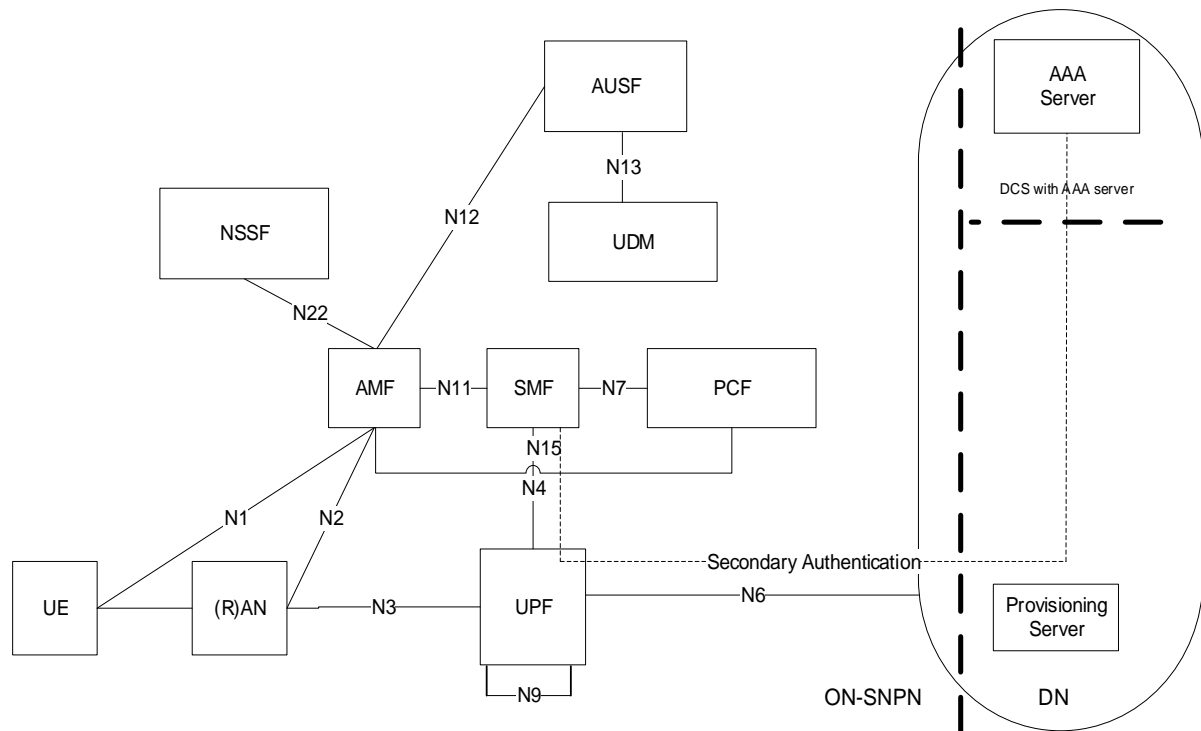 AUSF
AAA
Server
N13
DCS with AAA server
N12
NSSF
UDM
N22
AMF
N11
SMF
N7
PCF
N15
N4
N1
N2
Secondary Authentication
UE
(R)AN
N3
UPF
N6
Provisioning
Server
N9
ON-SNPN
DN